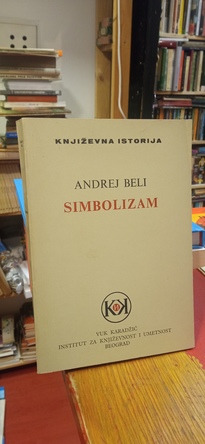 KNJIŽEVNA ISTORIJA
ANDREJ BELI
SIMBOLIZAM
VUK KARADŽIĆ
INSTITUT ZA KNJIŽEVNOST I UMETNOST
BEOGRAD